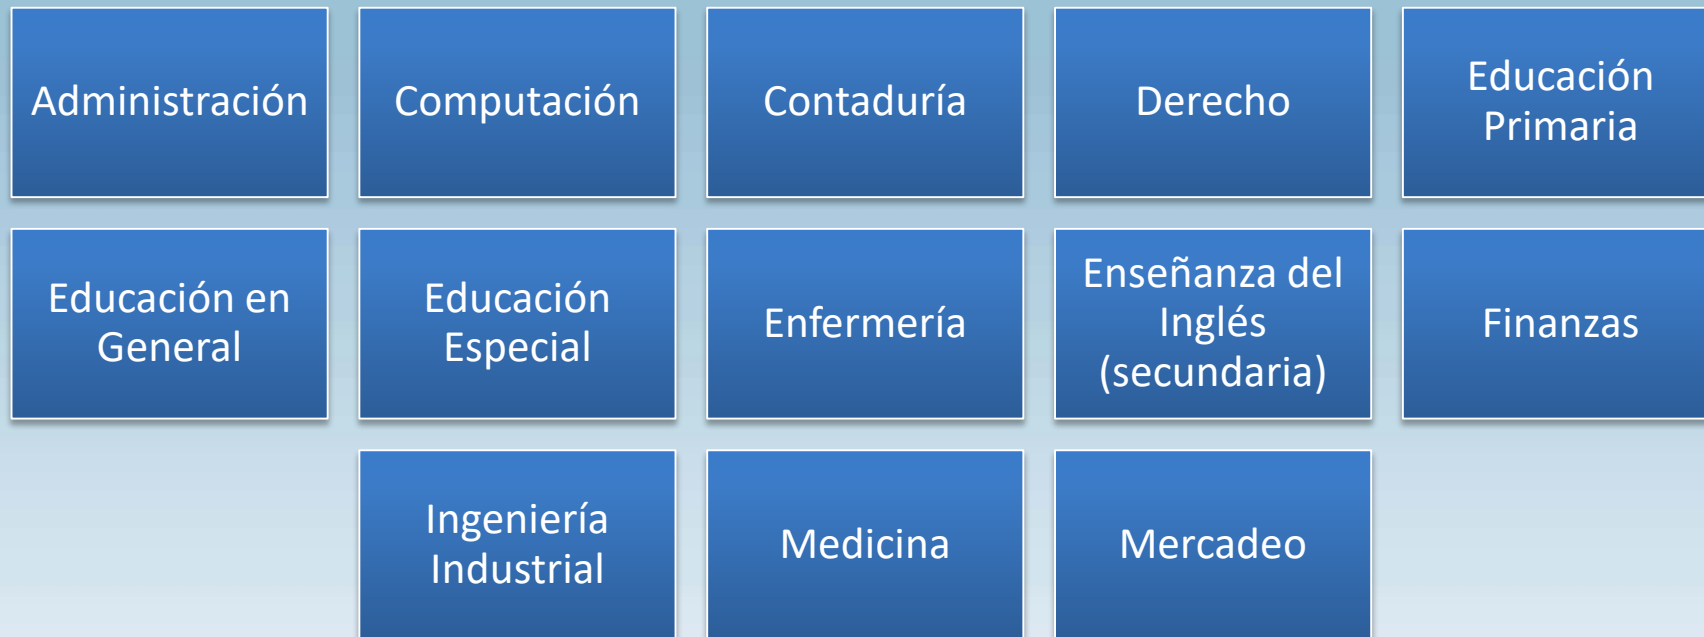 Administración
Computación
Contaduría
Derecho
Educación
Primaria
Educación en
General
Educación
Especial
Enfermería
Enseñanza del
Inglés
(secundaria)
Finanzas
Ingeniería
Industrial
Medicina
Mercadeo